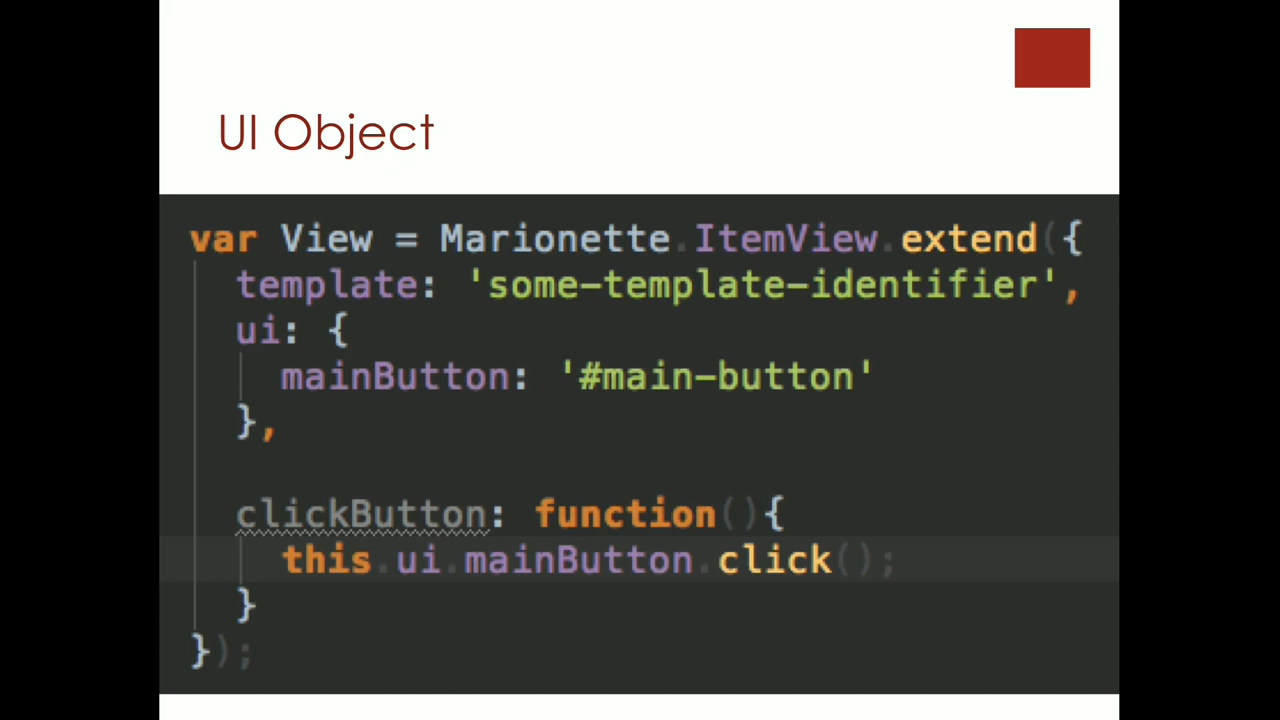 UI Object
var View = Marionette.ItemView.extend({
template: 'some-template-identifier',
ui: {
mainButton: '#main-button'
},
clickButton: function(){
this.ui.mainButton.click();
}
});